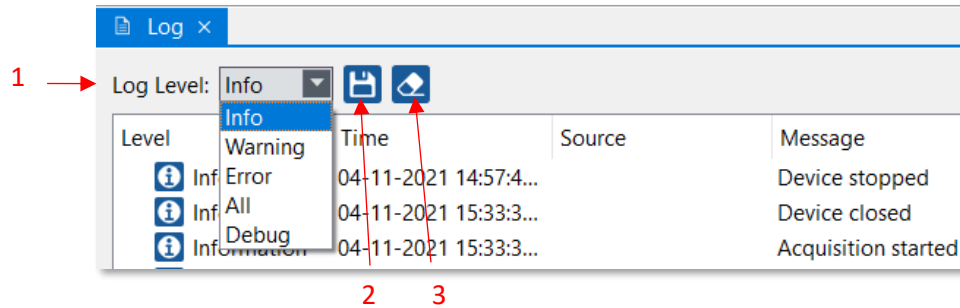 Log ×
1
Log Level: Info
Info
Warning
Error
All
Debug
Level Time Source Message
Inf 04-11-2021 14:57:4... Device stopped
Inf 04-11-2021 15:33:3... Device closed
Information 04-11-2021 15:33:3... Acquisition started
2 3